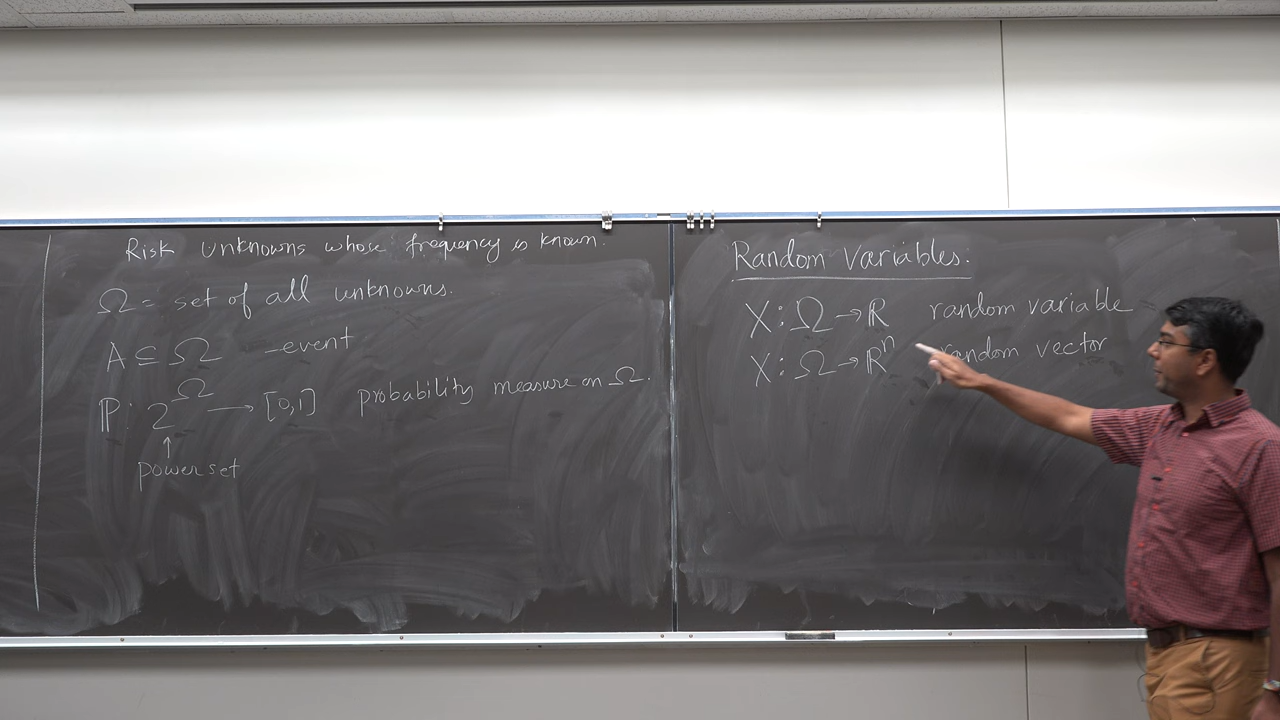 Risk unknowns whose frequency is known.
Ω = set of all unknowns.
A ⊆ Ω - event
ℙ: 2^Ω → [0,1] probability measure on Ω.
↑
power set
Random Variables:
X: Ω → ℝ random variable
X: Ω → ℝ^n random vector